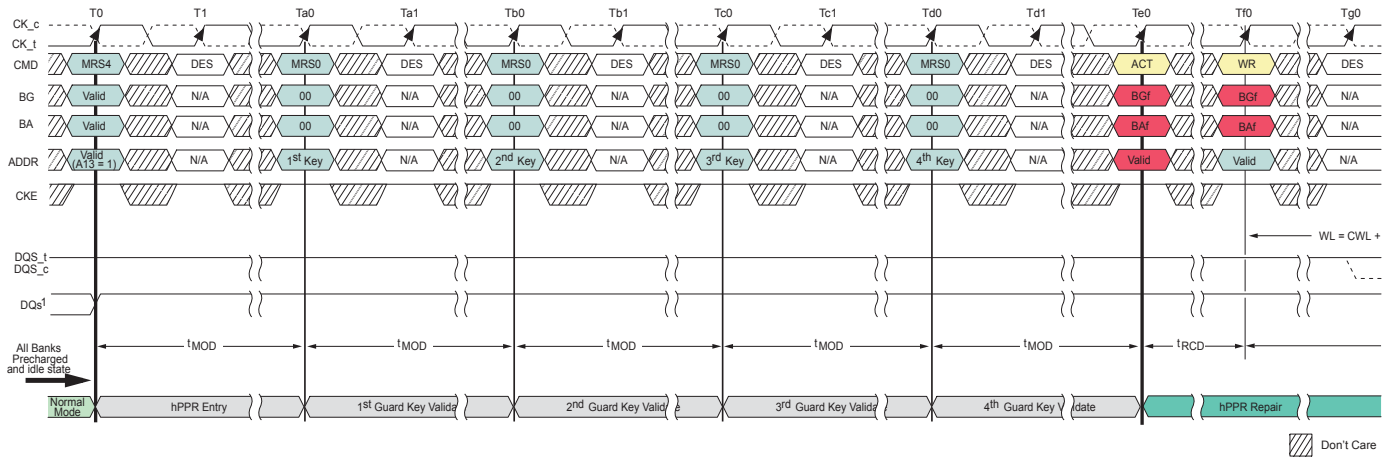 T0 T1 Ta0 Ta1 Tb0 Tb1 Tc0 Tc1 Td0 Td1 Te0 Tf0 Tg0
CK_c
CK_t
CMD MRS4 DES MRS0 DES MRS0 DES MRS0 DES MRS0 DES ACT WR DES
BG Valid N/A 00 N/A 00 N/A 00 N/A 00 N/A BGf BGf N/A
BA Valid N/A 00 N/A 00 N/A 00 N/A 00 N/A BAf BAf N/A
ADDR Valid (A13 = 1) N/A 1st Key N/A 2nd Key N/A 3rd Key N/A 4th Key N/A Valid Valid N/A
CKE
WL = CWL +
DQS_t
DQS_c
DQs1
All Banks
Precharged
and idle state
tMOD tMOD tMOD tMOD tMOD tRCD
Normal Mode hPPR Entry 1st Guard Key Valida 2nd Guard Key Validate 3rd Guard Key Valida 4th Guard Key Validate hPPR Repair
Don't Care